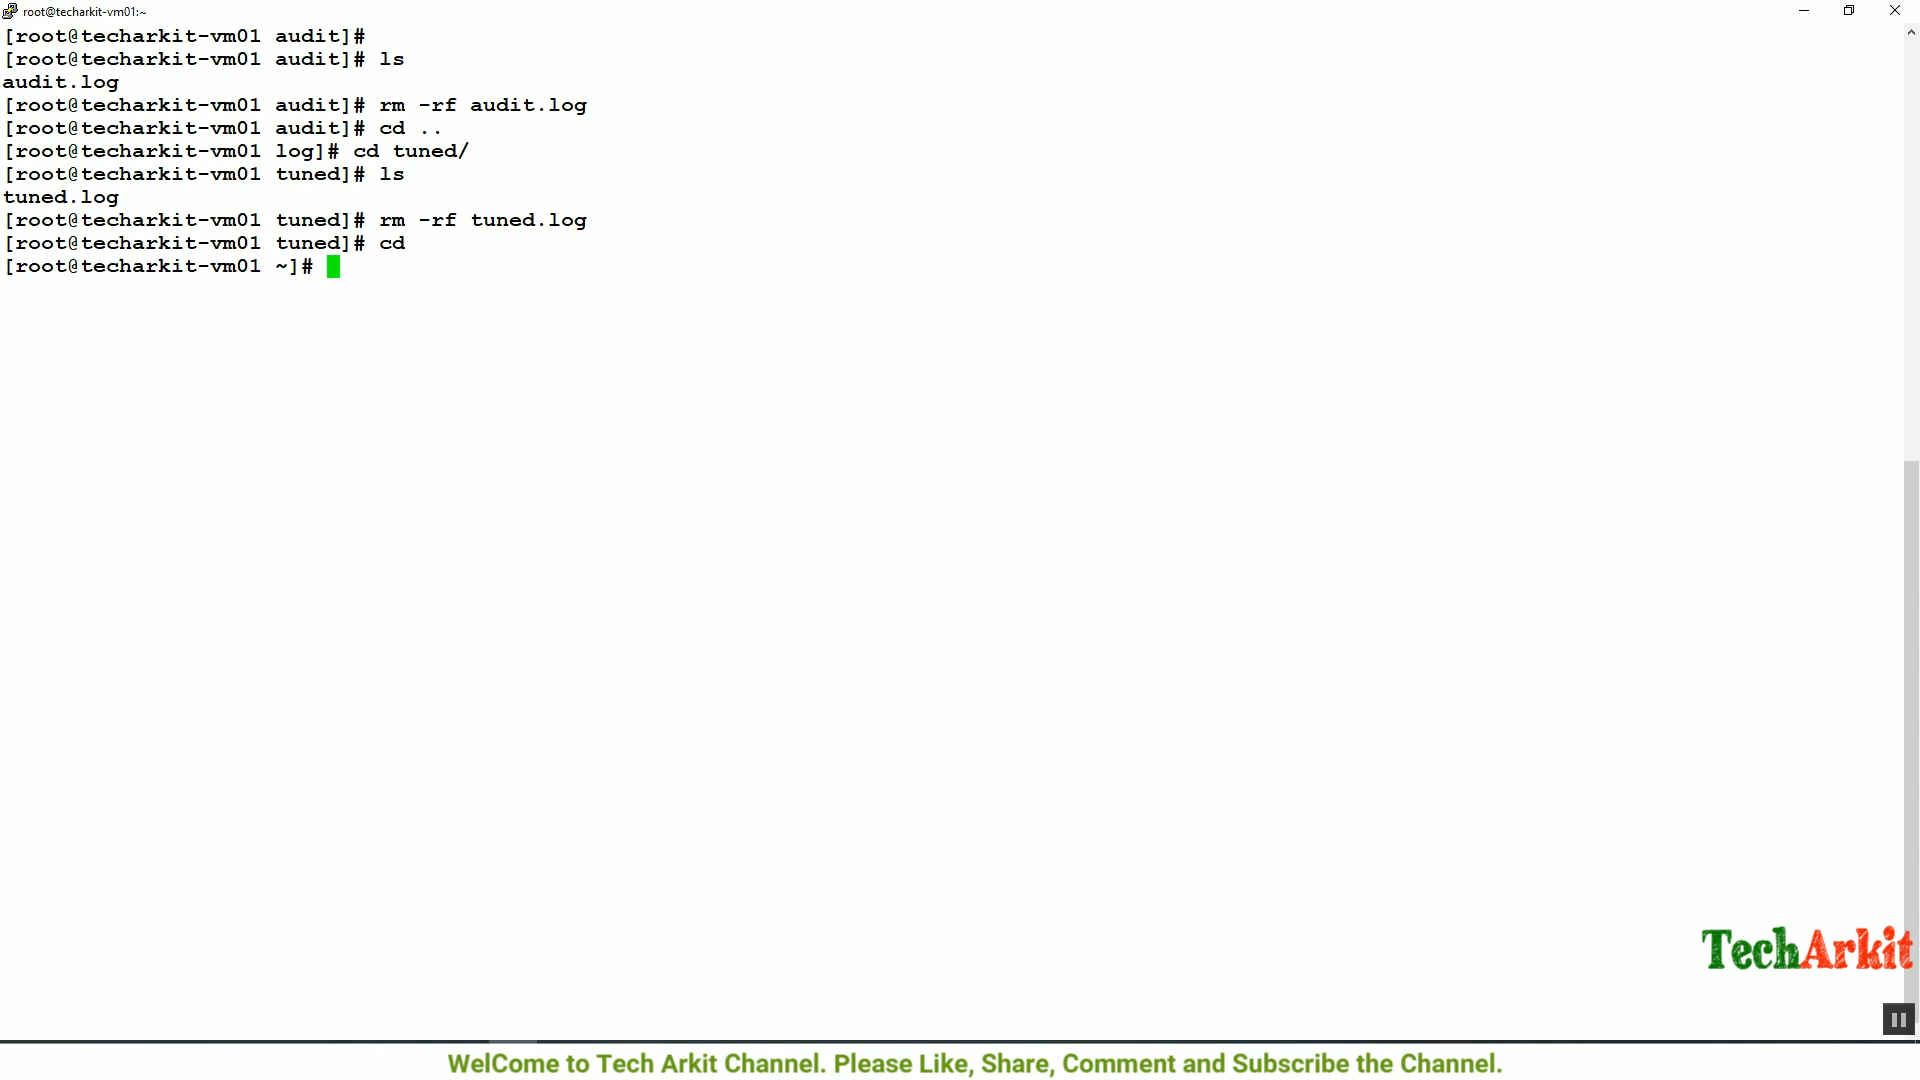 root@techarkit-vm01:~
[root@techarkit-vm01 audit]#
[root@techarkit-vm01 audit]# ls
audit.log
[root@techarkit-vm01 audit]# rm -rf audit.log
[root@techarkit-vm01 audit]# cd ..
[root@techarkit-vm01 log]# cd tuned/
[root@techarkit-vm01 tuned]# ls
tuned.log
[root@techarkit-vm01 tuned]# rm -rf tuned.log
[root@techarkit-vm01 tuned]# cd
[root@techarkit-vm01 ~]#
TechArkit
WelCome to Tech Arkit Channel. Please Like, Share, Comment and Subscribe the Channel.